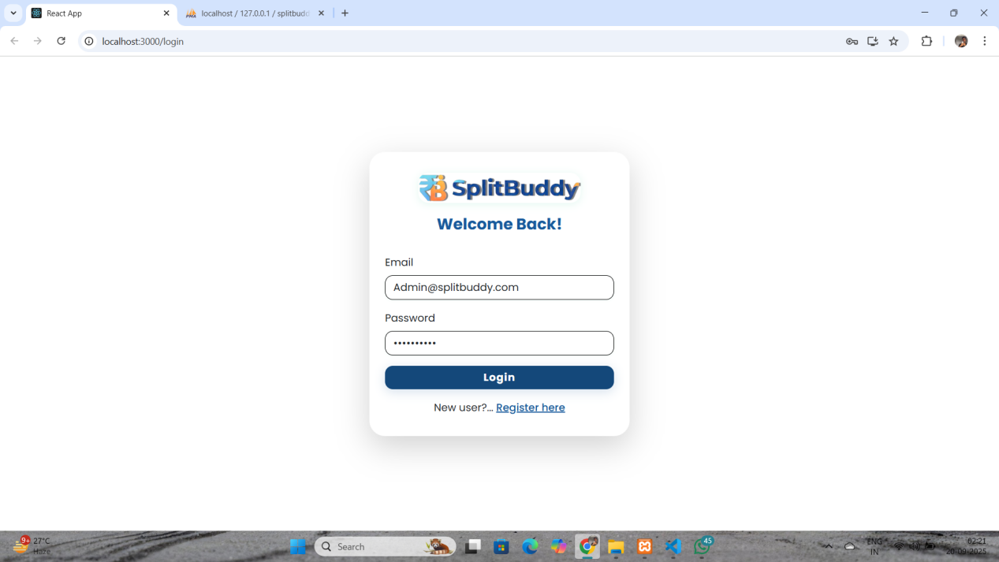 React App
localhost / 127.0.0.1 / splitbudd
localhost:3000/login
SplitBuddy
Welcome Back!
Email
Admin@splitbuddy.com
Password
••••••••••
Login
New user?... Register here
9+
27°C
Haze
Search
45
ENG
IN
02:21
20-09-2025